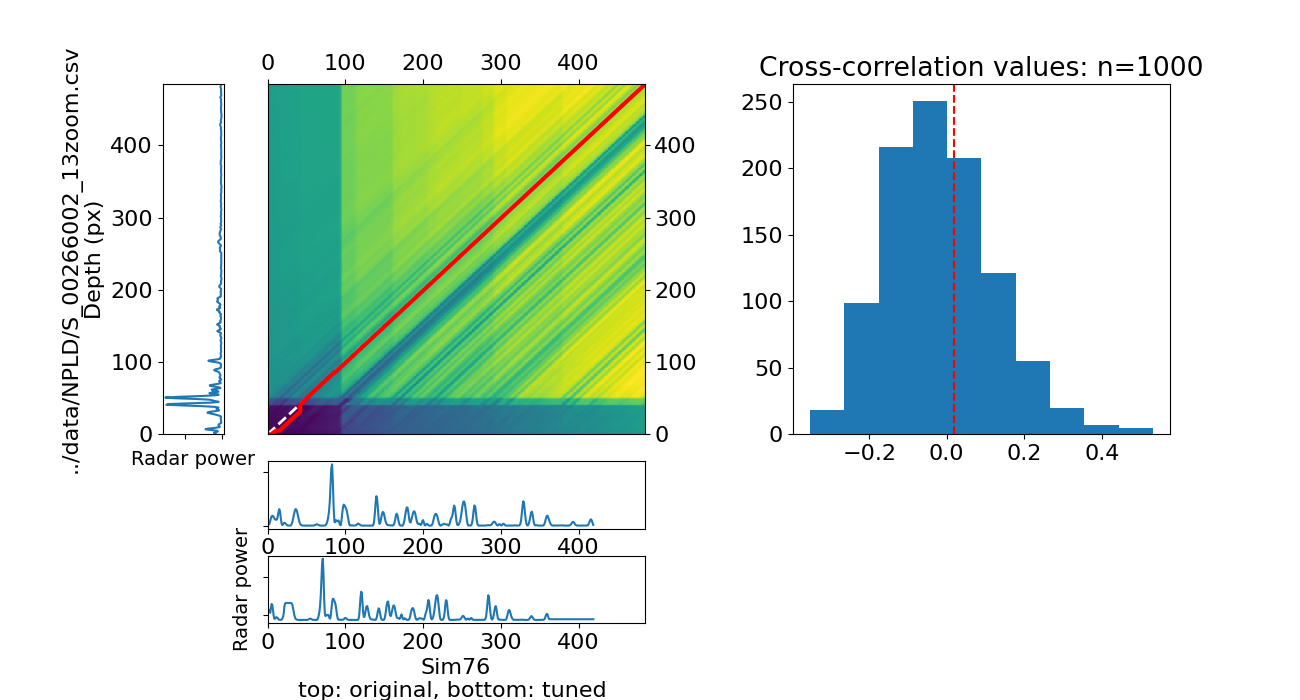 ../data/NPLD/S_00266002_13zoom.csv
Depth (px)
0 100 200 300 400
400
300
200
100
0
400
300
200
100
0
Radar power
0 100 200 300 400
Radar power
0 100 200 300 400
Sim76
top: original, bottom: tuned
Cross-correlation values: n=1000
250
200
150
100
50
0
−0.2 0.0 0.2 0.4